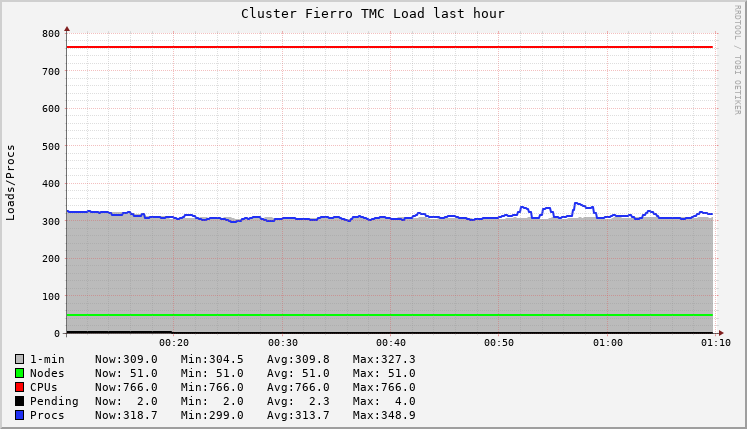 Cluster Fierro TMC Load last hour
RRDTOOL / TOBI OETIKER
Loads/Procs
800
700
600
500
400
300
200
100
0
00:20 00:30 00:40 00:50 01:00 01:10
1-min Now:309.0 Min:304.5 Avg:309.8 Max:327.3
Nodes Now: 51.0 Min: 51.0 Avg: 51.0 Max: 51.0
CPUs Now:766.0 Min:766.0 Avg:766.0 Max:766.0
Pending Now: 2.0 Min: 2.0 Avg: 2.3 Max: 4.0
Procs Now:318.7 Min:299.0 Avg:313.7 Max:348.9